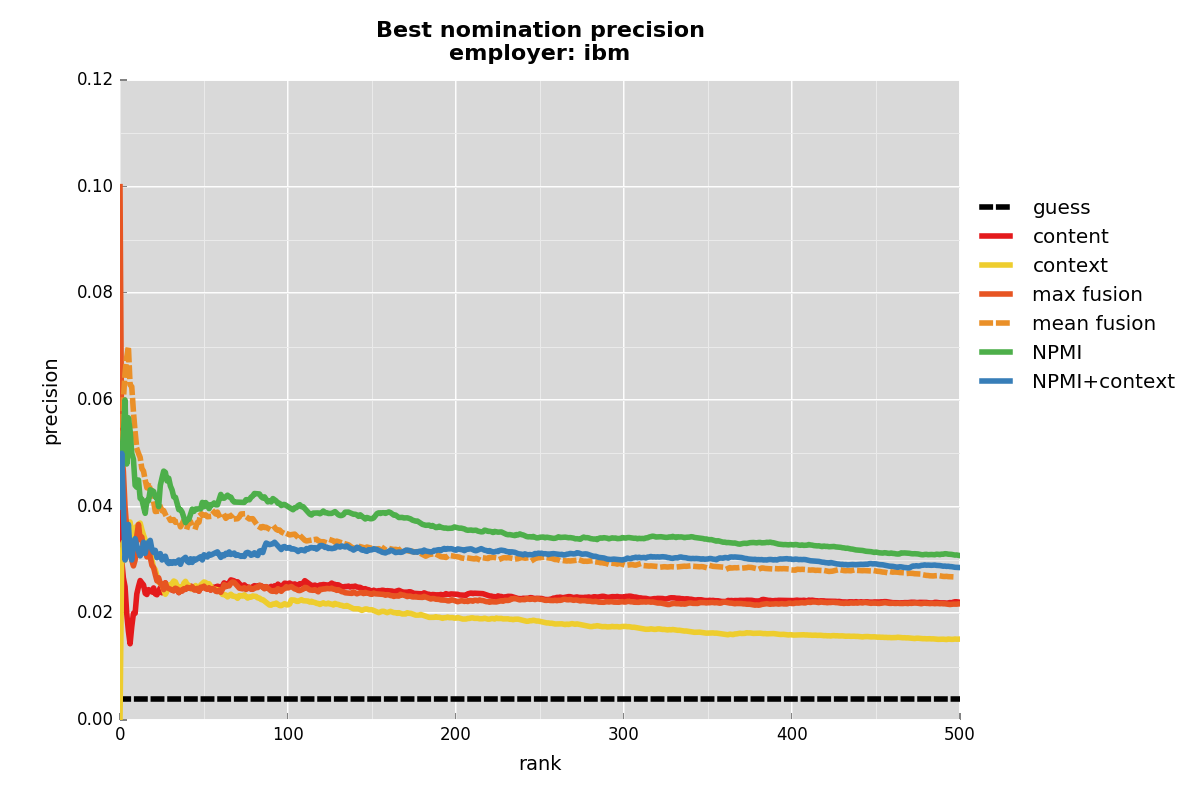 Best nomination precision
employer: ibm
precision
0.12
0.10
0.08
0.06
0.04
0.02
0.00
0
100
200
300
400
500
rank
guess
content
context
max fusion
mean fusion
NPMI
NPMI+context